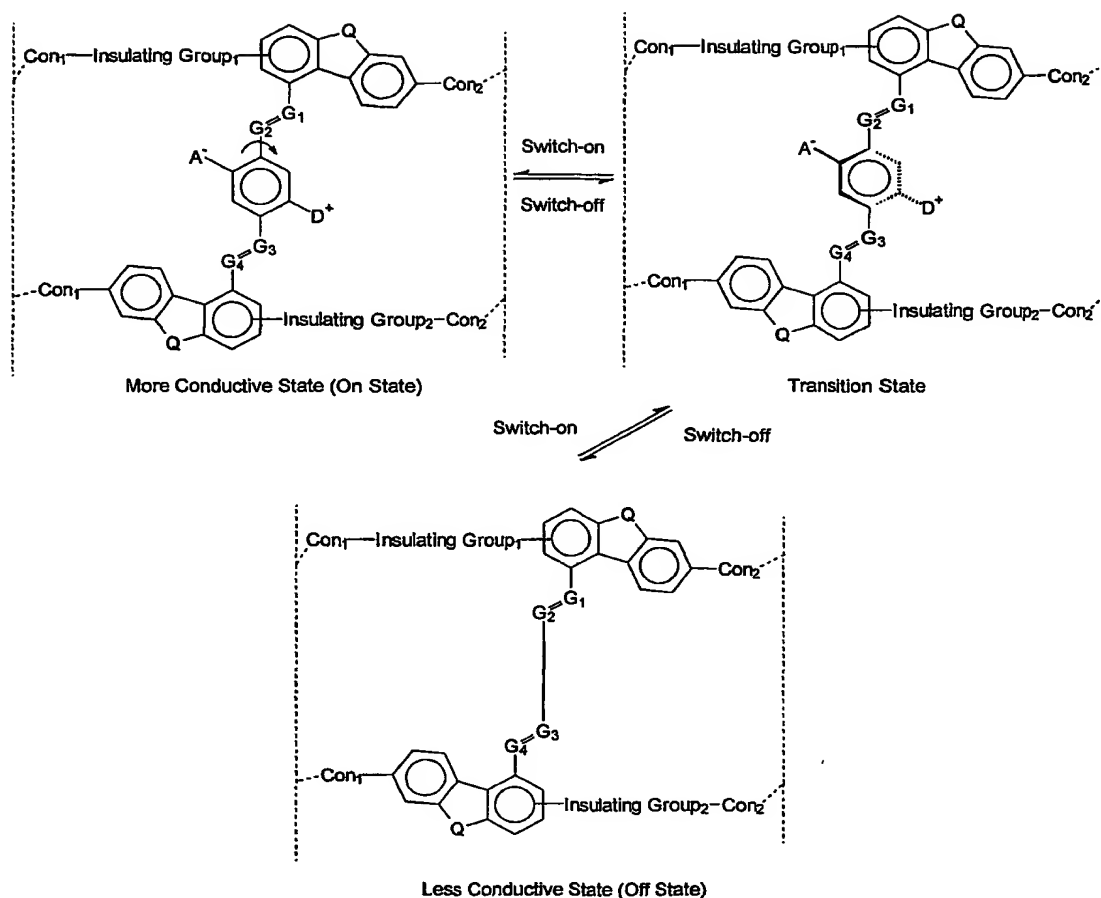 Q
Con₁—Insulating Group₁
Con₂
G₂=G₁
A⁻
D⁺
G₄=G₃
Con₁
Insulating Group₂—Con₂
Q
More Conductive State (On State)
Switch-on
Switch-off
Q
Con₁—Insulating Group₁
Con₂
G₂=G₁
A⁻
D⁺
G₄=G₃
Con₁
Insulating Group₂—Con₂
Q
Transition State
Switch-on
Switch-off
Q
Con₁—Insulating Group₁
Con₂
G₂=G₁
G₄=G₃
Con₁
Insulating Group₂—Con₂
Q
Less Conductive State (Off State)